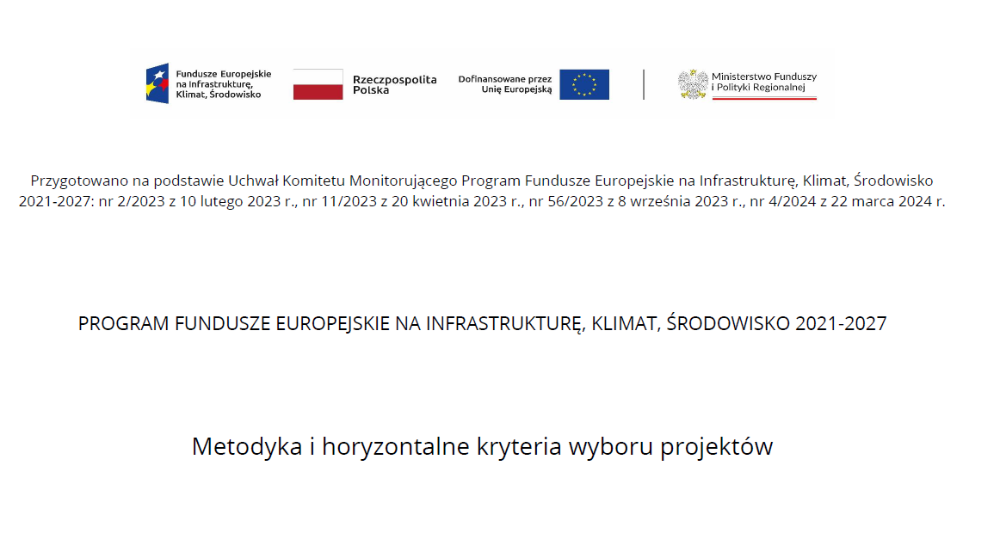 Fundusze Europejskie
na Infrastrukturę,
Klimat, Środowisko
Rzeczpospolita
Polska
Dofinansowane przez
Unię Europejską
Ministerstwo Funduszy
i Polityki Regionalnej
Przygotowano na podstawie Uchwał Komitetu Monitorującego Program Fundusze Europejskie na Infrastrukturę, Klimat, Środowisko
2021-2027: nr 2/2023 z 10 lutego 2023 r., nr 11/2023 z 20 kwietnia 2023 r., nr 56/2023 z 8 września 2023 r., nr 4/2024 z 22 marca 2024 r.
PROGRAM FUNDUSZE EUROPEJSKIE NA INFRASTRUKTURĘ, KLIMAT, ŚRODOWISKO 2021-2027
Metodyka i horyzontalne kryteria wyboru projektów